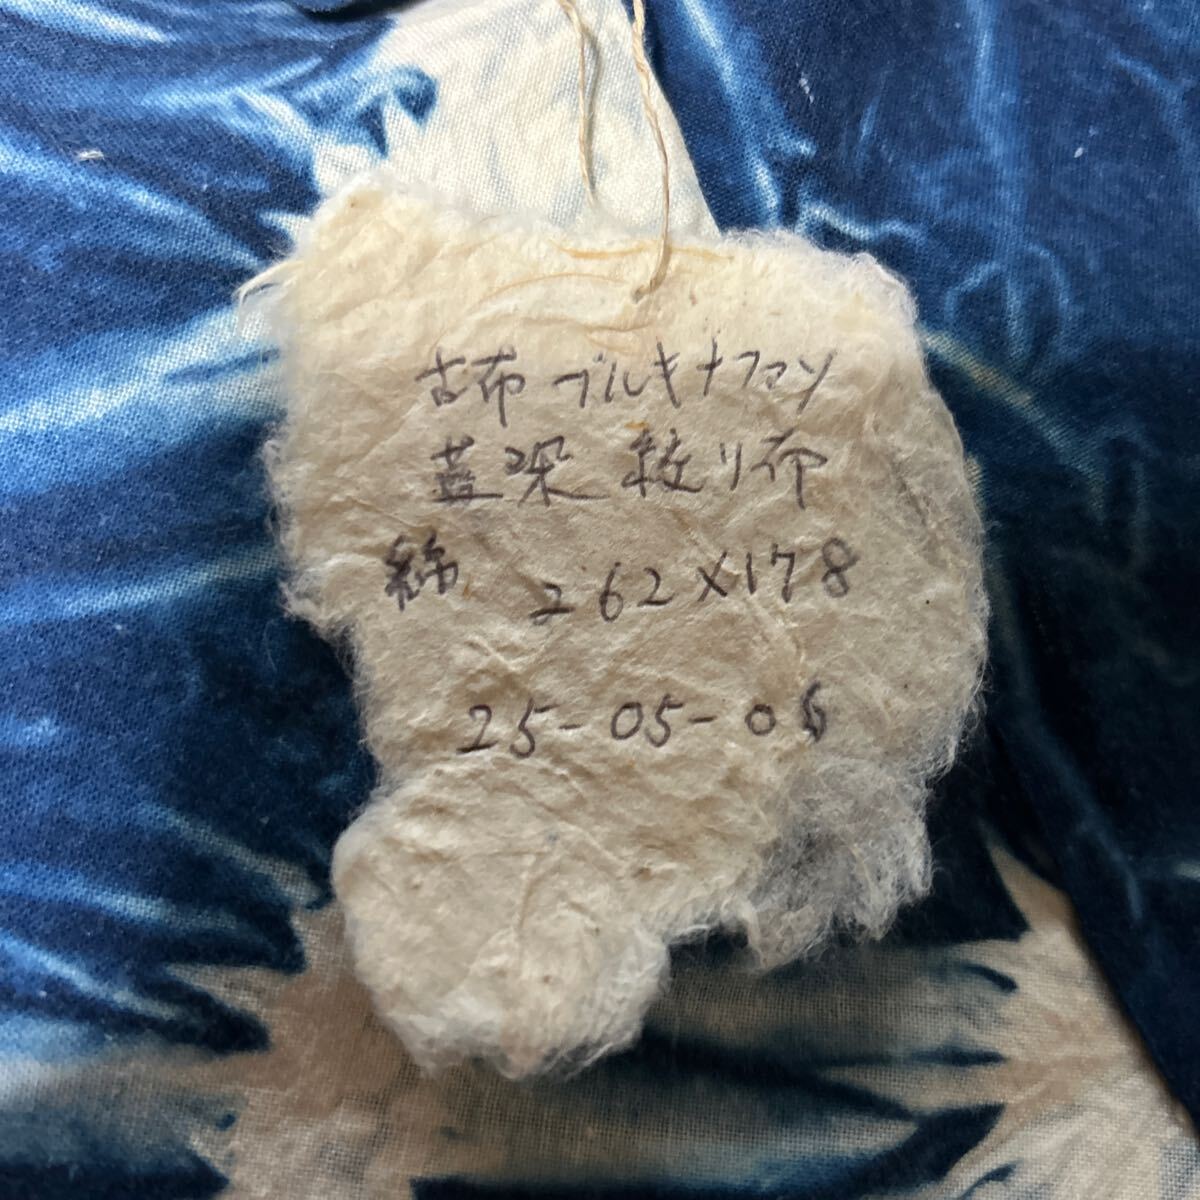 古布 ブルキナファソ
藍染 絞り布
綿 262×178
25-05-06